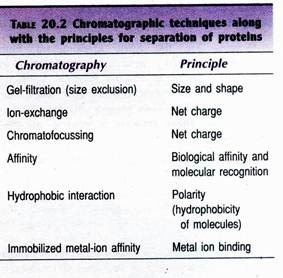 TABLE 20.2 Chromatographic techniques along
with the principles for separation of proteins
Chromatography Principle
Gel-filtration (size exclusion) Size and shape
Ion-exchange Net charge
Chromatofocussing Net charge
Affinity Biological affinity and
molecular recognition
Hydrophobic interaction Polarity
(hydrophobicity
of molecules)
Immobilized metal-ion affinity Metal ion binding